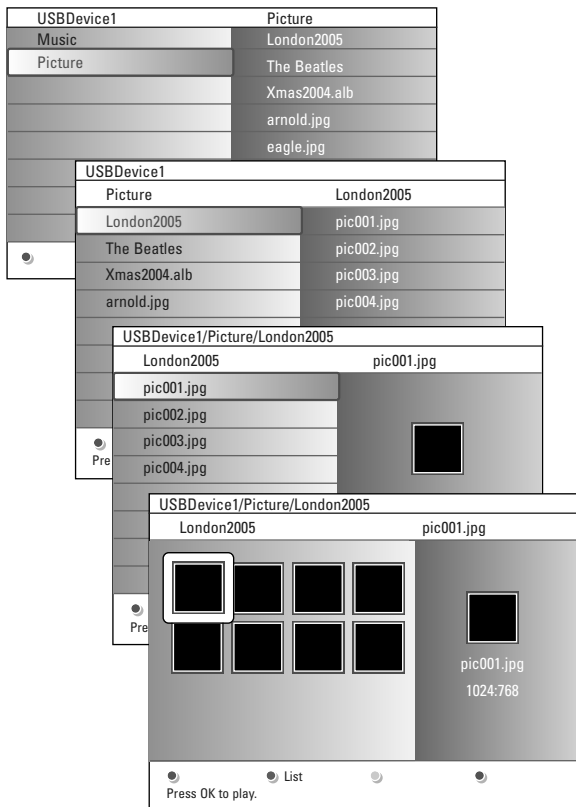 USBDevice1 Picture
Music London2005
Picture The Beatles
Xmas2004.alb
arnold.jpg
eagle.jpg
USBDevice1
Picture London2005
London2005 pic001.jpg
The Beatles pic002.jpg
Xmas2004.alb pic003.jpg
arnold.jpg pic004.jpg
Pre
USBDevice1/Picture/London2005
London2005 pic001.jpg
pic001.jpg
pic002.jpg
pic003.jpg
pic004.jpg
Pre
USBDevice1/Picture/London2005
London2005 pic001.jpg
pic001.jpg
1024:768
List
Press OK to play.